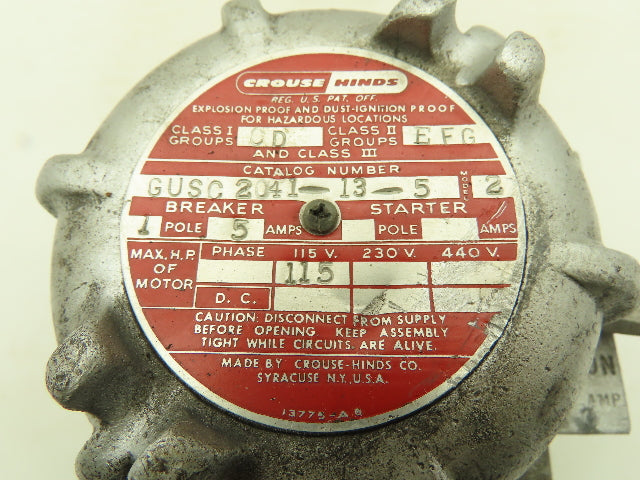 CROUSE HINDS
REG. U.S. PAT. OFF.
EXPLOSION PROOF AND DUST-IGNITION PROOF
FOR HAZARDOUS LOCATIONS
CLASS I GROUPS CD CLASS II GROUPS EFG
AND CLASS III
CATALOG NUMBER
GUSC 2041-13-5 MODEL 2
BREAKER STARTER
1 POLE 5 AMPS POLE AMPS
MAX. H.P. OF MOTOR
PHASE 115 V. 230 V. 440 V.
115
D. C.
CAUTION: DISCONNECT FROM SUPPLY
BEFORE OPENING. KEEP ASSEMBLY
TIGHT WHILE CIRCUITS ARE ALIVE.
MADE BY CROUSE-HINDS CO.
SYRACUSE N.Y., U.S.A.
ON
AMP